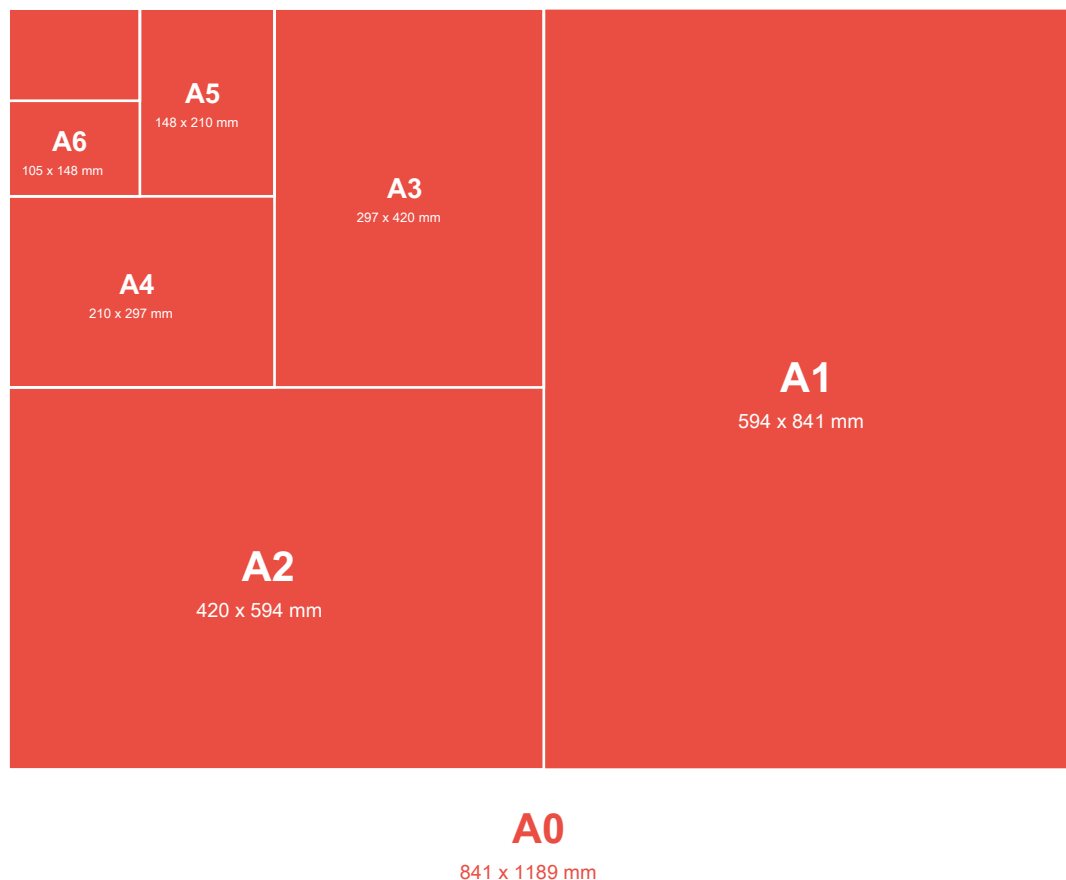 A5
148 x 210 mm
A6
105 x 148 mm
A3
297 x 420 mm
A4
210 x 297 mm
A1
594 x 841 mm
A2
420 x 594 mm
A0
841 x 1189 mm